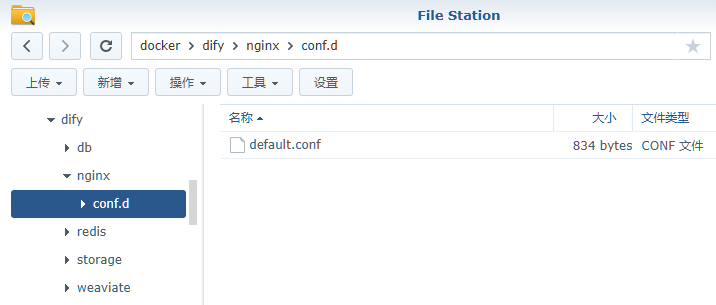 File Station
docker > dify > nginx > conf.d
上传 新增 操作 工具 设置
dify
db
nginx
conf.d
redis
storage
weaviate
名称 大小 文件类型
default.conf 834 bytes CONF 文件